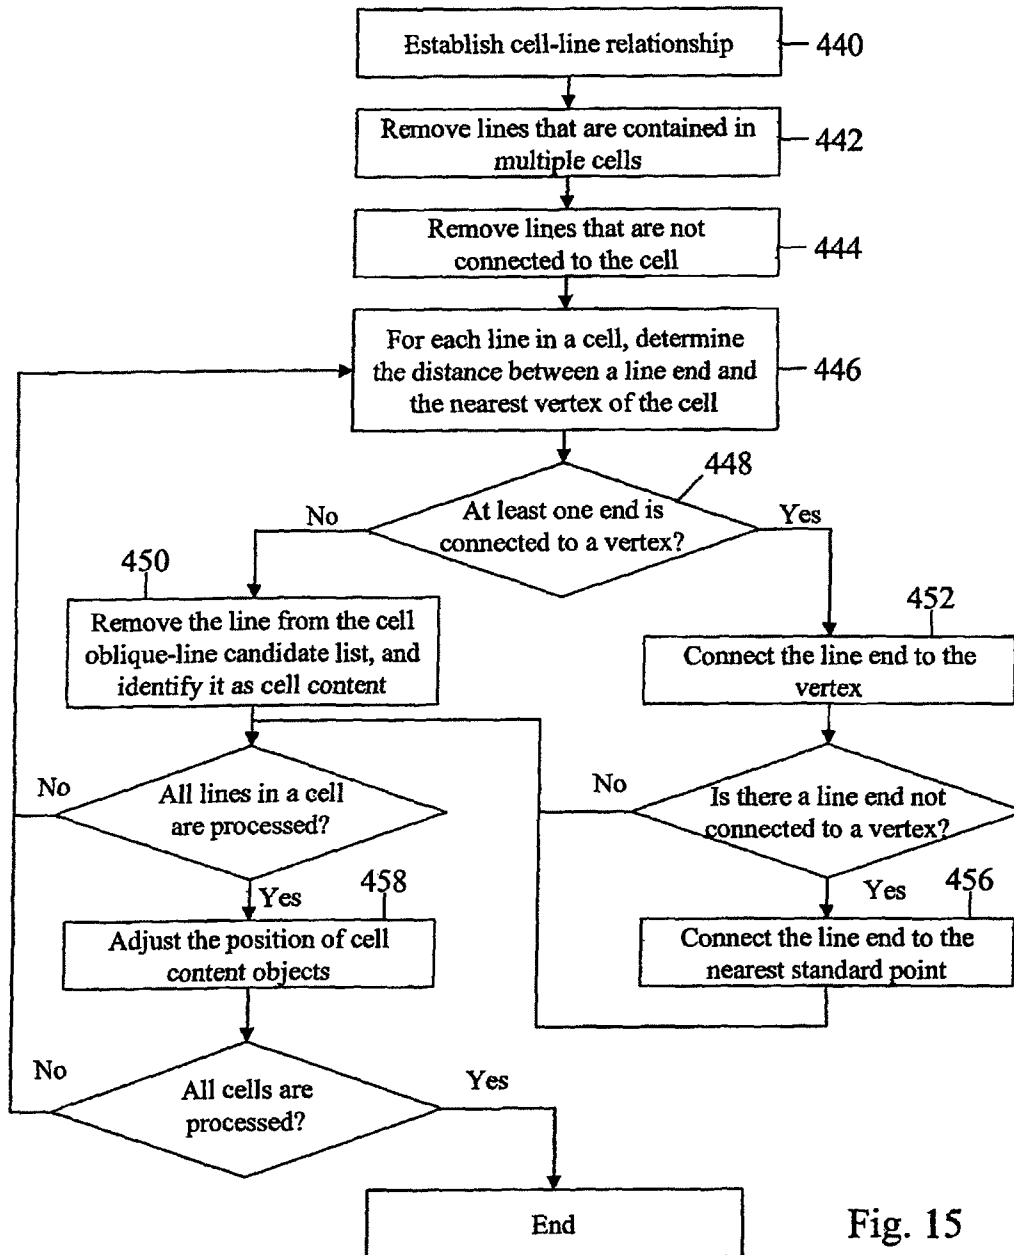 Establish cell-line relationship
440
Remove lines that are contained in
multiple cells
442
Remove lines that are not
connected to the cell
444
For each line in a cell, determine
the distance between a line end and
the nearest vertex of the cell
446
448
At least one end is
connected to a vertex?
No
Yes
450
Remove the line from the cell
oblique-line candidate list, and
identify it as cell content
452
Connect the line end to the
vertex
No
All lines in a cell
are processed?
No
Is there a line end not
connected to a vertex?
Yes
458
Adjust the position of cell
content objects
Yes
456
Connect the line end to the
nearest standard point
No
All cells are
processed?
Yes
End
Fig. 15